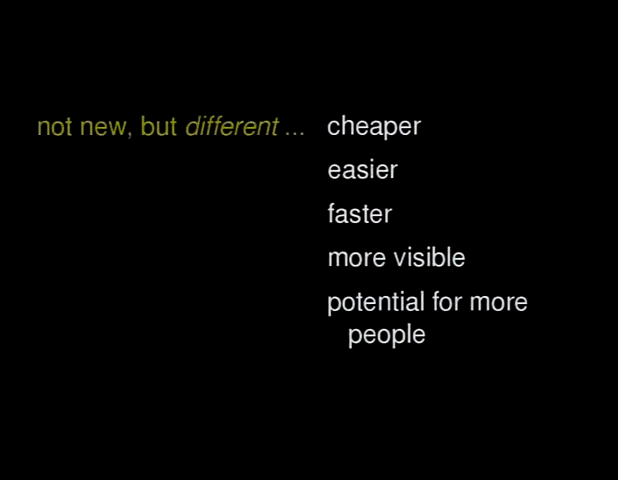 not new, but different ... cheaper
easier
faster
more visible
potential for more
people